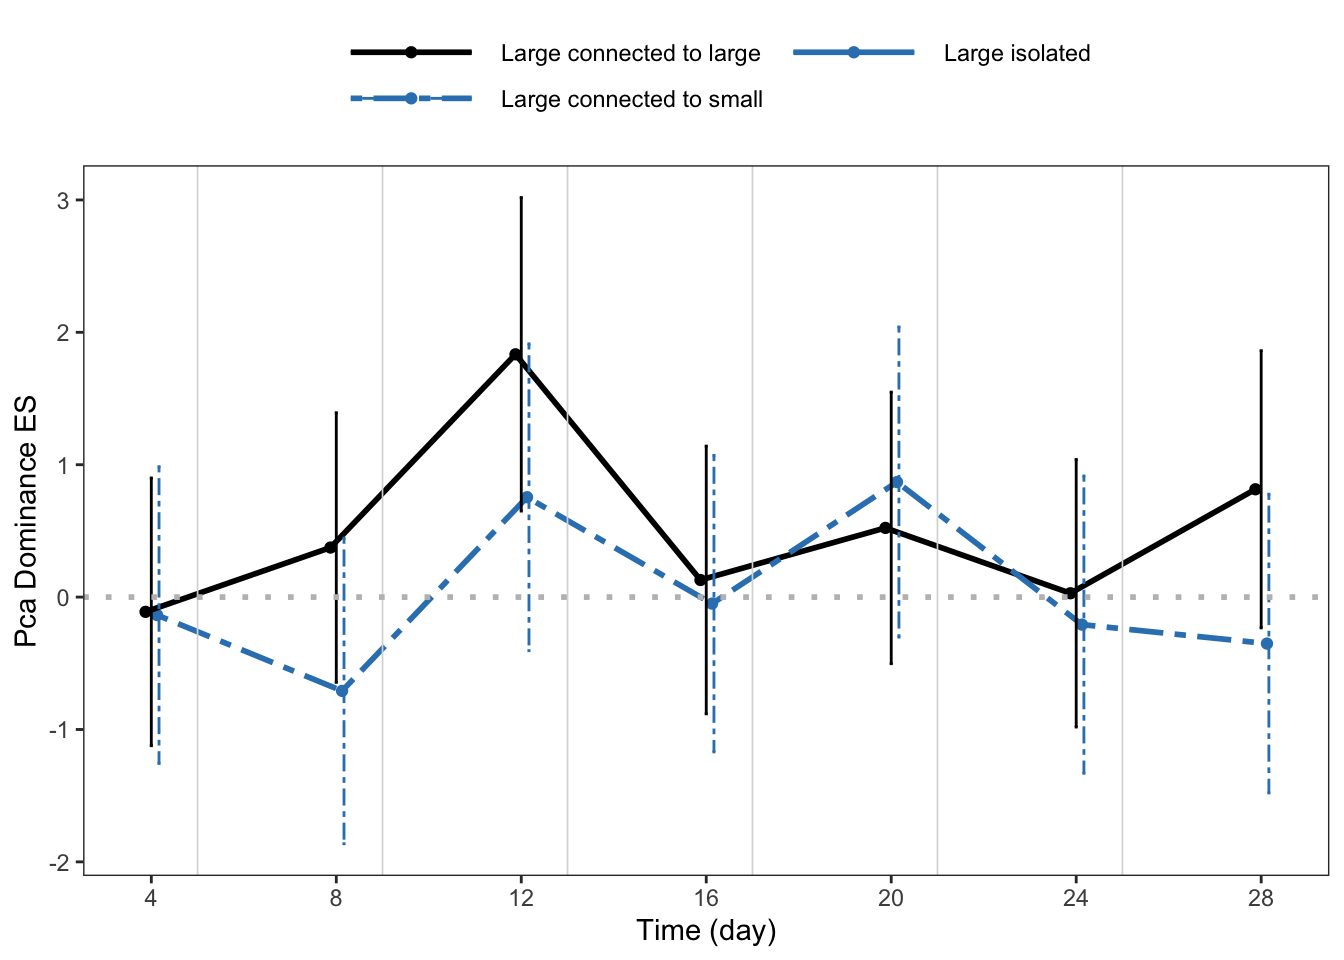 Large connected to large
Large isolated
Large connected to small
Pca Dominance ES
3
2
1
0
-1
-2
4 8 12 16 20 24 28
Time (day)